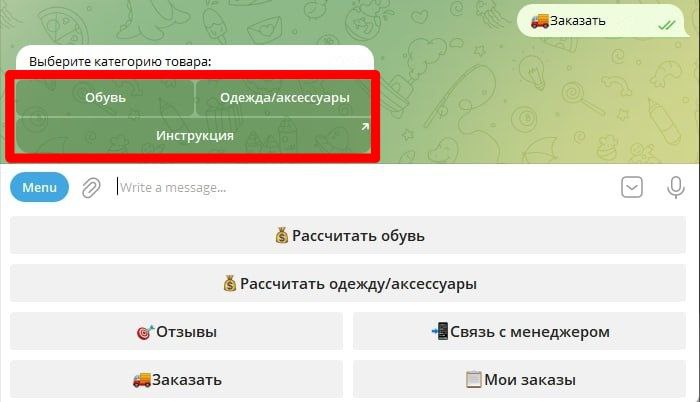 🚚Заказать
Выберите категорию товара:
Обувь
Одежда/аксессуары
Инструкция
Menu
Write a message...
💰Рассчитать обувь
💰Рассчитать одежду/аксессуары
🎯Отзывы
📲Связь с менеджером
🚚Заказать
📋Мои заказы